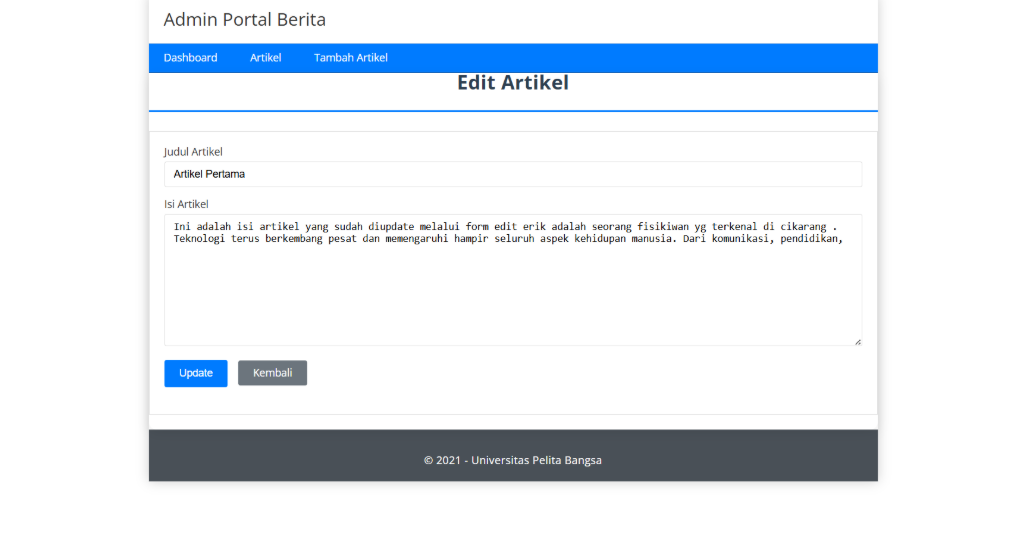 Admin Portal Berita
Dashboard Artikel Tambah Artikel
Edit Artikel
Judul Artikel
Artikel Pertama
Isi Artikel
Ini adalah isi artikel yang sudah diupdate melalui form edit erik adalah seorang fisikiwan yg terkenal di cikarang .
Teknologi terus berkembang pesat dan memengaruhi hampir seluruh aspek kehidupan manusia. Dari komunikasi, pendidikan,
Update Kembali
© 2021 - Universitas Pelita Bangsa